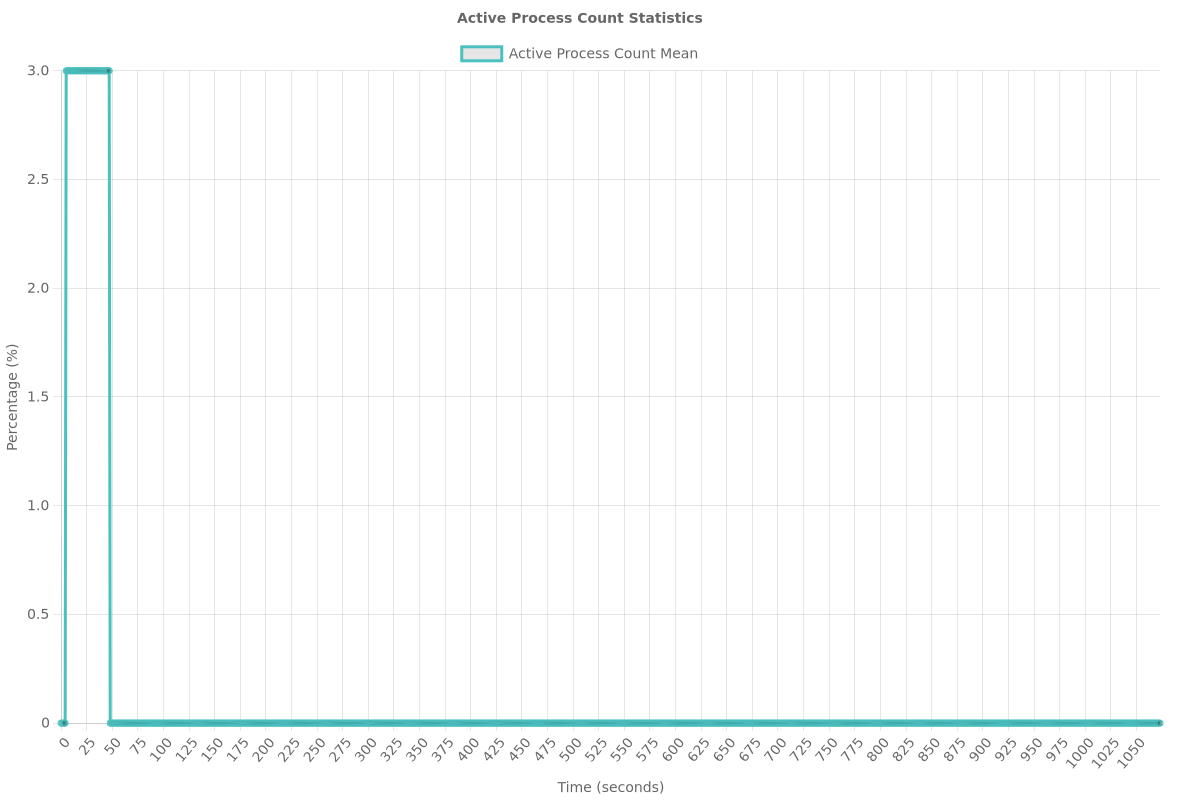 Active Process Count Statistics
Active Process Count Mean
3.0
2.5
2.0
1.5
1.0
0.5
0
Percentage (%)
0 25 50 75 100 125 150 175 200 225 250 275 300 325 350 375 400 425 450 475 500 525 550 575 600 625 650 675 700 725 750 775 800 825 850 875 900 925 950 975 1000 1025 1050
Time (seconds)